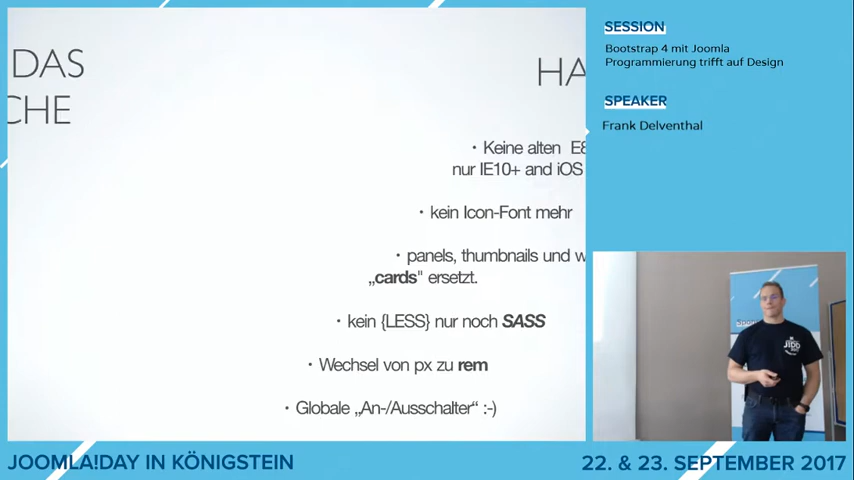 DAS
CHE
HA
• Keine alten E8
nur IE10+ and iOS
• kein Icon-Font mehr
• panels, thumbnails und w
„cards" ersetzt.
• kein {LESS} nur noch SASS
• Wechsel von px zu rem
• Globale „An-/Ausschalter“ :-)
SESSION
Bootstrap 4 mit Joomla
Programmierung trifft auf Design
SPEAKER
Frank Delventhal
JOOMLA!DAY IN KÖNIGSTEIN
22. & 23. SEPTEMBER 2017